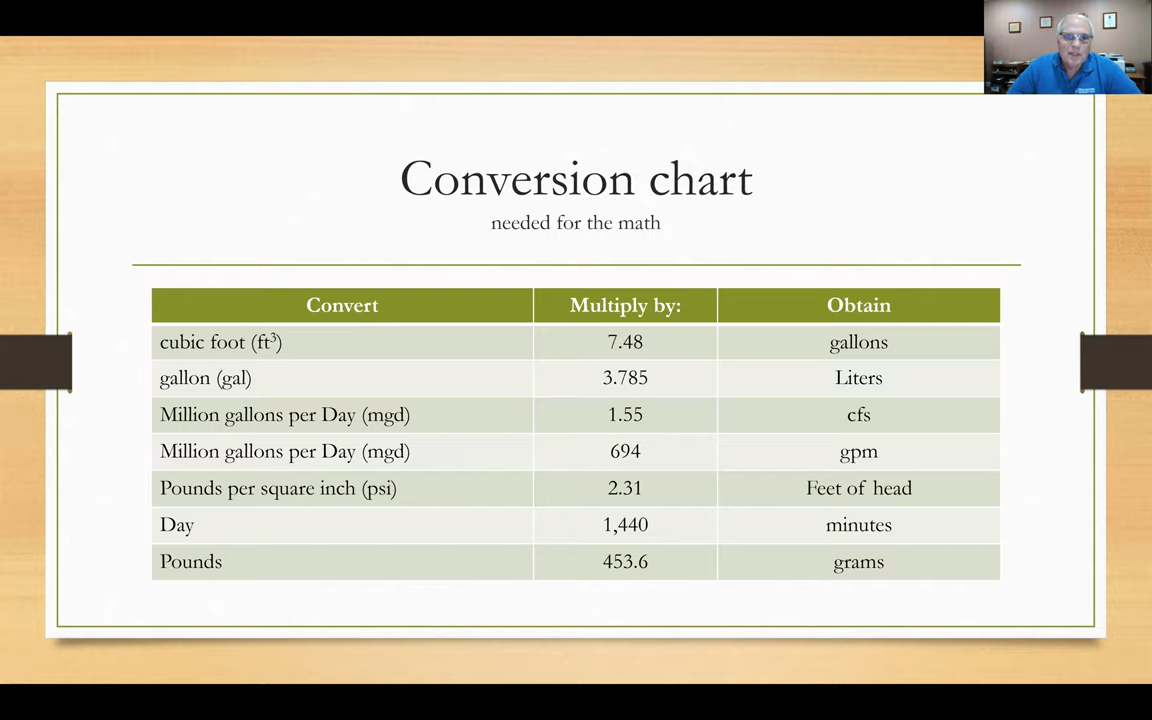 Conversion chart
needed for the math
Convert Multiply by: Obtain
cubic foot (ft³) 7.48 gallons
gallon (gal) 3.785 Liters
Million gallons per Day (mgd) 1.55 cfs
Million gallons per Day (mgd) 694 gpm
Pounds per square inch (psi) 2.31 Feet of head
Day 1,440 minutes
Pounds 453.6 grams